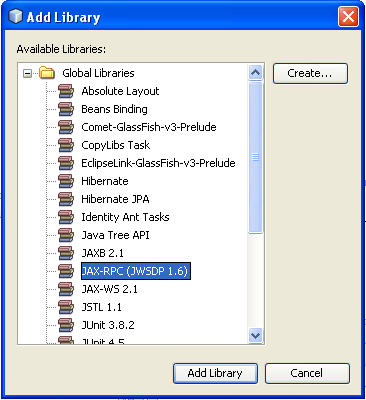 Add Library
Available Libraries:
Global Libraries
Create...
Absolute Layout
Beans Binding
Comet-GlassFish-v3-Prelude
CopyLibs Task
EclipseLink-GlassFish-v3-Prelude
Hibernate
Hibernate JPA
Identity Ant Tasks
Java Tree API
JAXB 2.1
JAX-RPC (JWSDP 1.6)
JAX-WS 2.1
JSTL 1.1
JUnit 3.8.2
JUnit 4.5
Add Library
Cancel